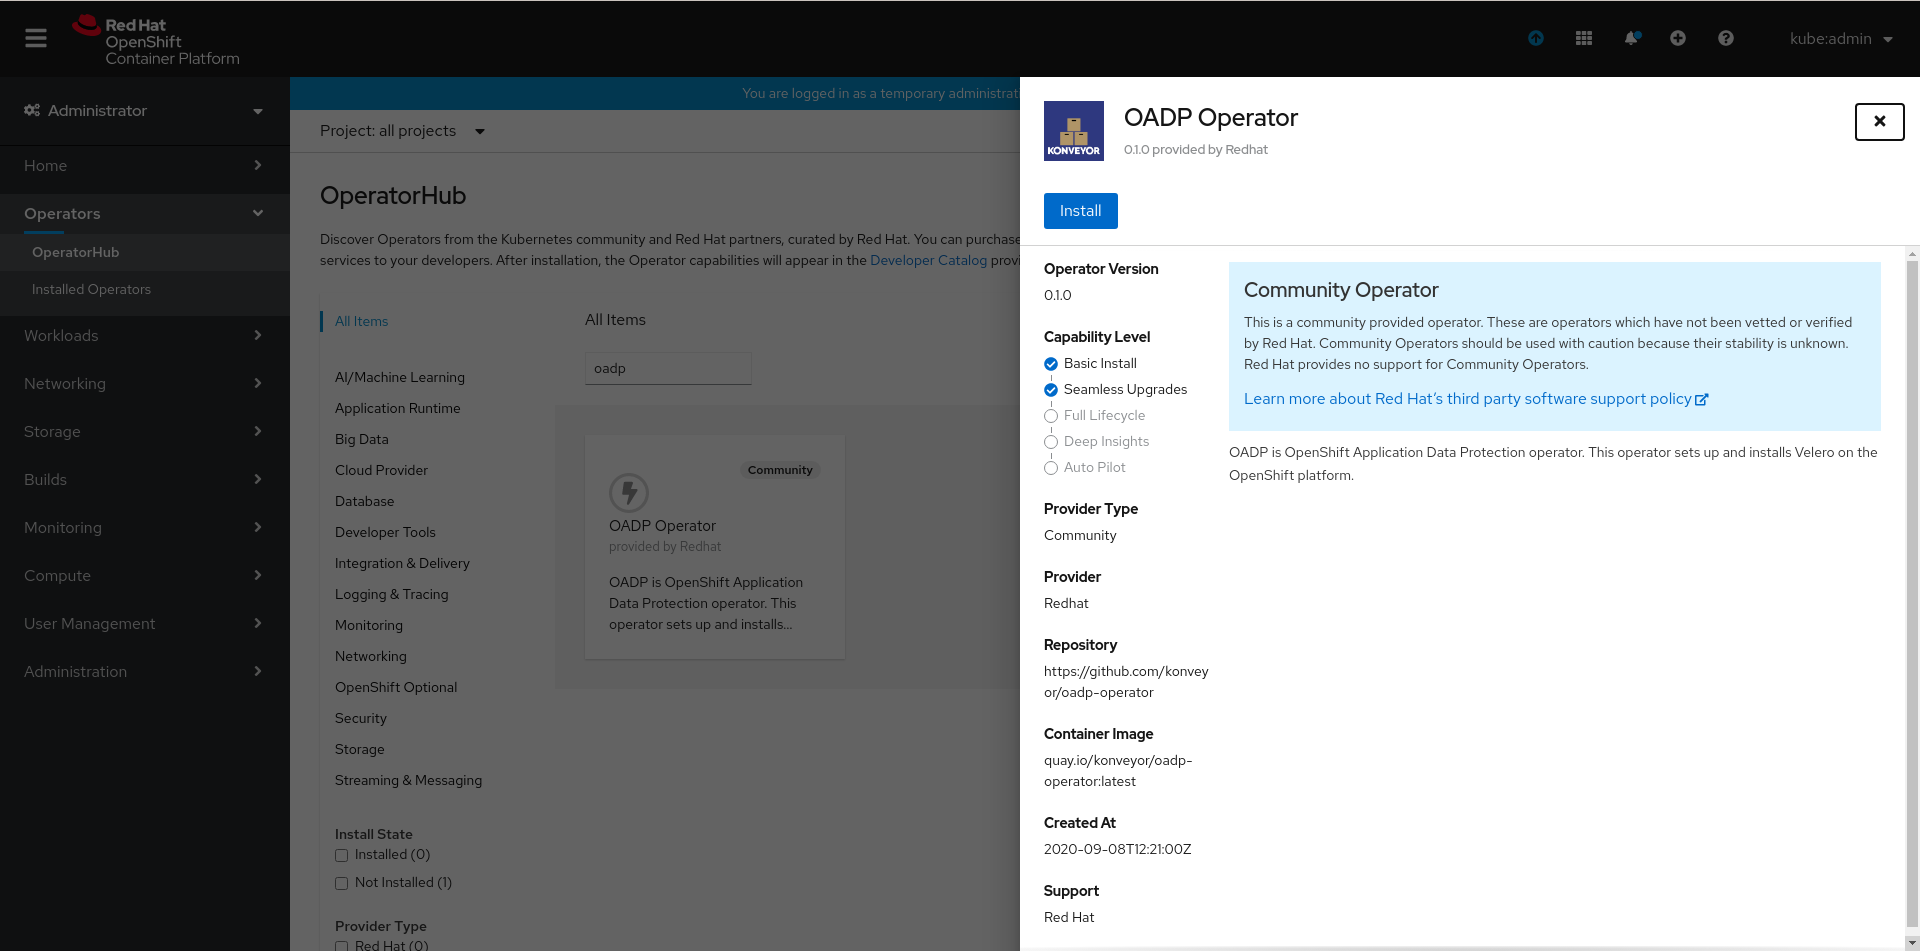 Red Hat
OpenShift
Container Platform
kube:admin
Administrator
Home
Operators
OperatorHub
Installed Operators
Workloads
Networking
Storage
Builds
Monitoring
Compute
User Management
Administration
You are logged in as a temporary administrat
Project: all projects
OperatorHub
Discover Operators from the Kubernetes community and Red Hat partners, curated by Red Hat. You can purchase
services to your developers. After installation, the Operator capabilities will appear in the Developer Catalog provi
All Items
AI/Machine Learning
Application Runtime
Big Data
Cloud Provider
Database
Developer Tools
Integration & Delivery
Logging & Tracing
Monitoring
Networking
OpenShift Optional
Security
Storage
Streaming & Messaging
Install State
Installed (0)
Not Installed (1)
Provider Type
Red Hat (0)
All Items
oadp
Community
OADP Operator
provided by Redhat
OADP is OpenShift Application
Data Protection operator. This
operator sets up and installs...
KONVEYOR
OADP Operator
0.1.0 provided by Redhat
Install
Operator Version
0.1.0
Capability Level
Basic Install
Seamless Upgrades
Full Lifecycle
Deep Insights
Auto Pilot
Provider Type
Community
Provider
Redhat
Repository
https://github.com/konvey
or/oadp-operator
Container Image
quay.io/konveyor/oadp-
operator:latest
Created At
2020-09-08T12:21:00Z
Support
Red Hat
Community Operator
This is a community provided operator. These are operators which have not been vetted or verified
by Red Hat. Community Operators should be used with caution because their stability is unknown.
Red Hat provides no support for Community Operators.
Learn more about Red Hat's third party software support policy
OADP is OpenShift Application Data Protection operator. This operator sets up and installs Velero on the
OpenShift platform.